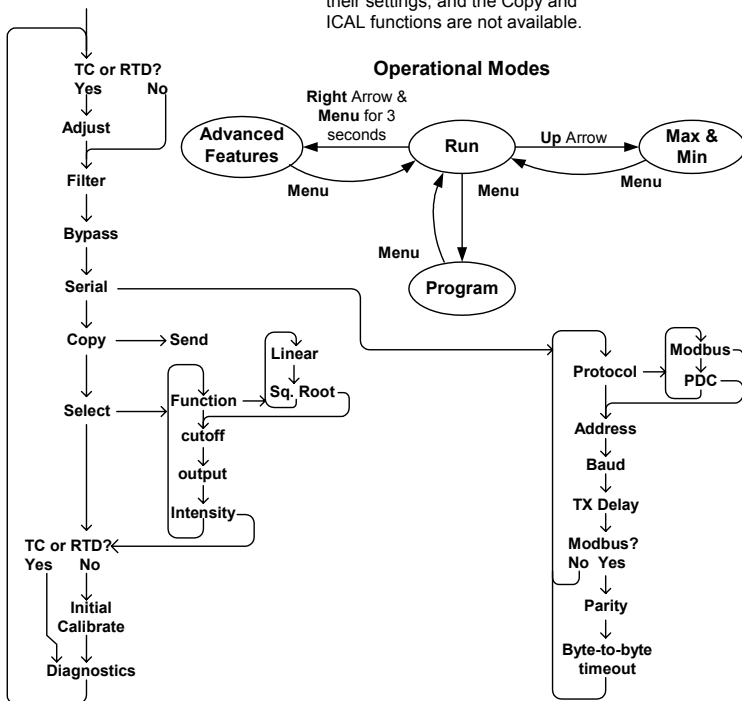 their settings, and the Copy and
ICAL functions are not available.
Operational Modes
Right Arrow &
Menu for 3
seconds
Advanced
Features
Run
Up Arrow
Max &
Min
Menu
Menu
Menu
Menu
Program
TC or RTD?
Yes No
Adjust
Filter
Bypass
Serial
Copy
Send
Select
Function
Linear
Sq. Root
cutoff
output
Intensity
TC or RTD?
Yes No
Initial
Calibrate
Diagnostics
Protocol
Modbus
PDC
Address
Baud
TX Delay
Modbus?
No Yes
Parity
Byte-to-byte
timeout